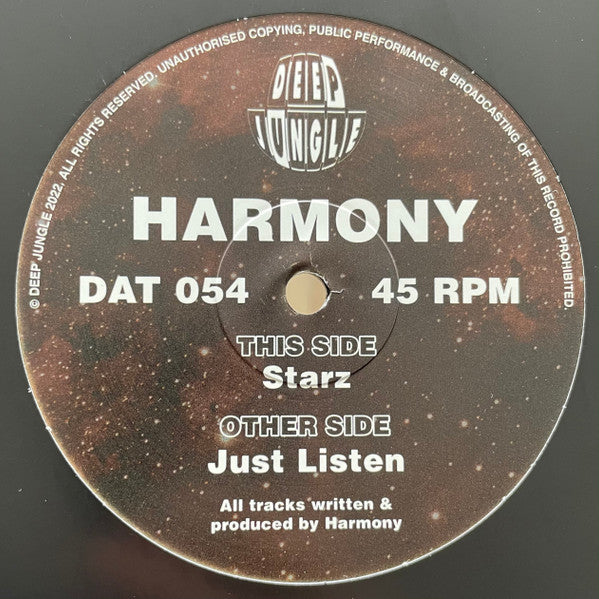 © DEEP JUNGLE 2022. ALL RIGHTS RESERVED. UNAUTHORISED COPYING, PUBLIC PERFORMANCE & BROADCASTING OF THIS RECORD PROHIBITED.
DEEP
JUNGLE
HARMONY
DAT 054 45 RPM
THIS SIDE
Starz
OTHER SIDE
Just Listen
All tracks written &
produced by Harmony